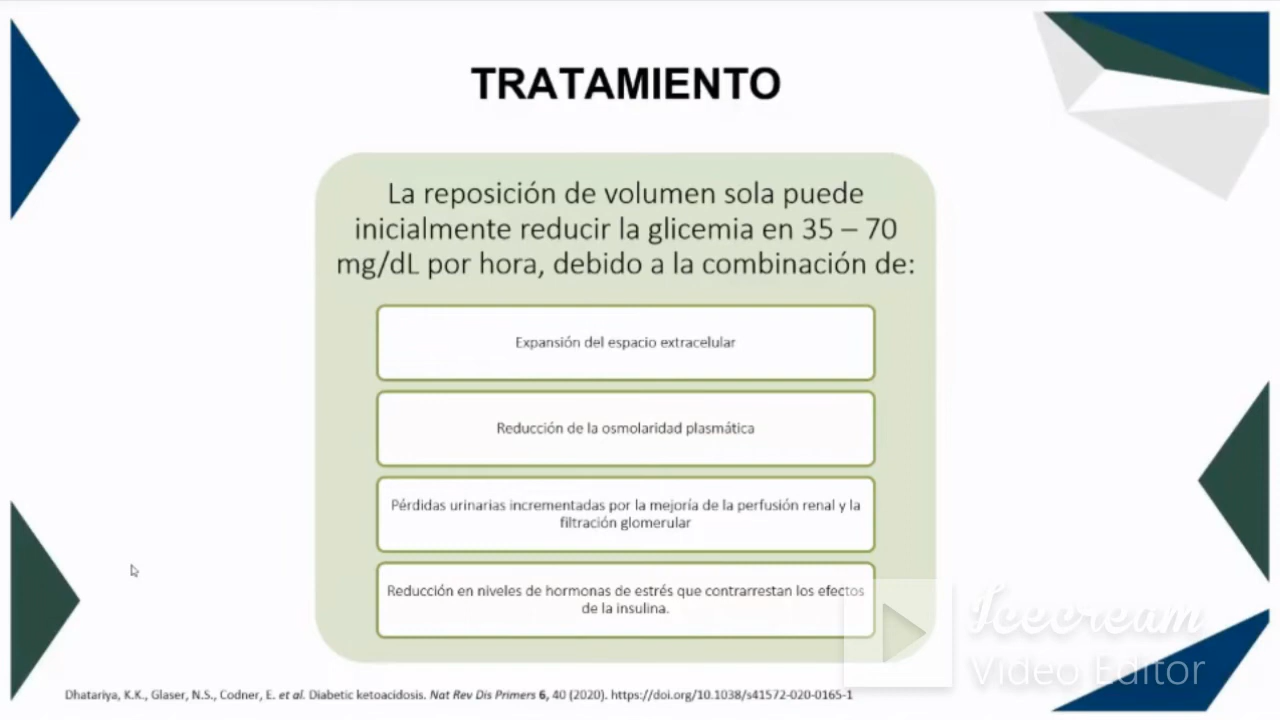 TRATAMIENTO
La reposición de volumen sola puede
inicialmente reducir la glicemia en 35 – 70
mg/dL por hora, debido a la combinación de:
Expansión del espacio extracelular
Reducción de la osmolaridad plasmática
Pérdidas urinarias incrementadas por la mejoría de la perfusión renal y la
filtración glomerular
Reducción en niveles de hormonas de estrés que contrarrestan los efectos
de la insulina.
Icecream
Video Editor
Dhatariya, K.K., Glaser, N.S., Codner, E. et al. Diabetic ketoacidosis. Nat Rev Dis Primers 6, 40 (2020). https://doi.org/10.1038/s41572-020-0165-1